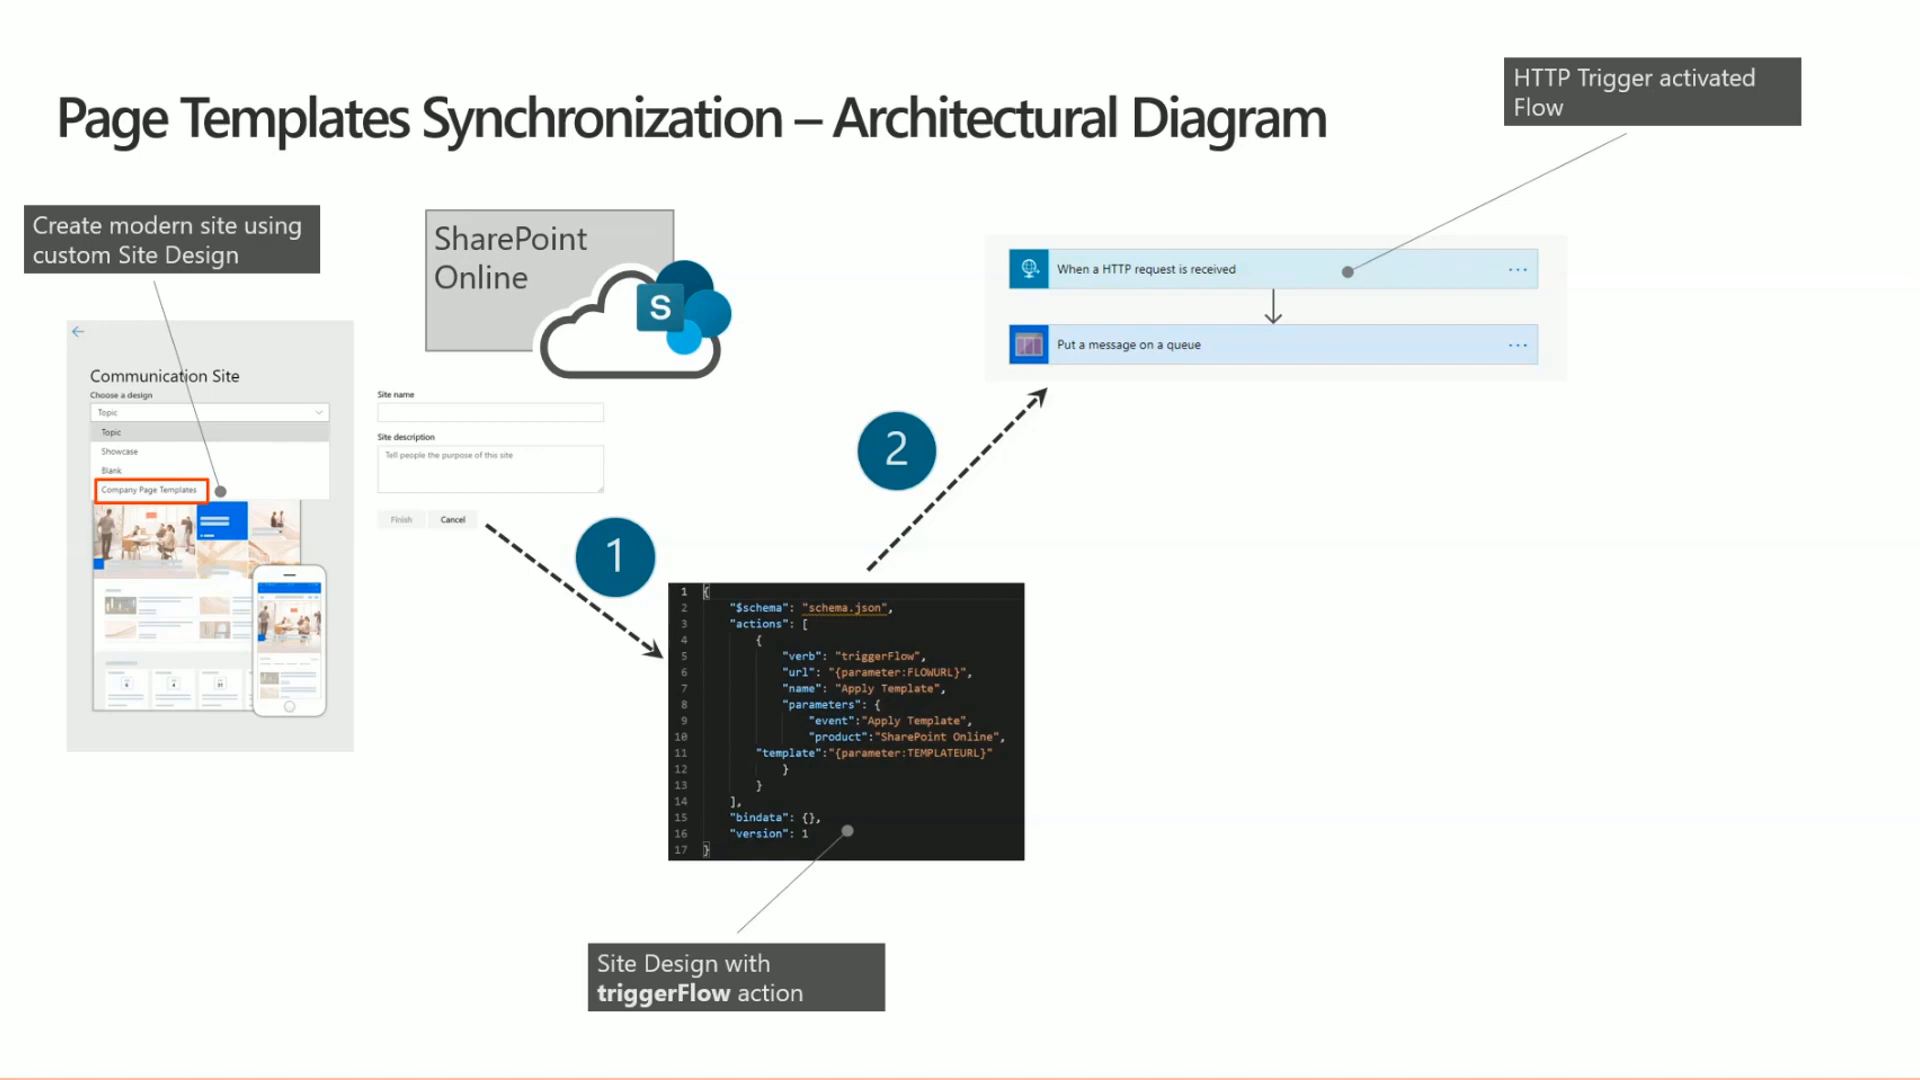 Page Templates Synchronization – Architectural Diagram
HTTP Trigger activated
Flow
Create modern site using
custom Site Design
SharePoint
Online
S
When a HTTP request is received
Put a message on a queue
Communication Site
Choose a design
Topic
Topic
Showcase
Blank
Company Page Templates
Site name
Site description
Tell people the purpose of this site
Finish Cancel
1
2
1 {
2 "$schema": "schema.json",
3 "actions": [
4 {
5 "verb": "triggerFlow",
6 "url": "{parameter:FLOWURL}",
7 "name": "Apply Template",
8 "parameters": {
9 "event":"Apply Template",
10 "product":"SharePoint Online",
11 "template":"{parameter:TEMPLATEURL}"
12 }
13 }
14 ],
15 "bindata": {},
16 "version": 1
17 }
Site Design with
triggerFlow action